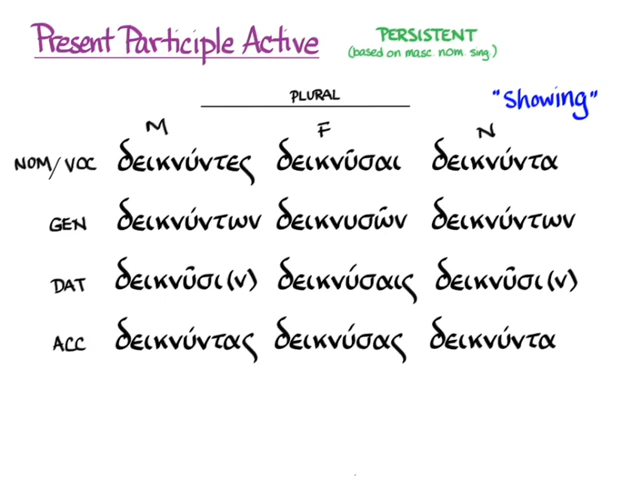 Present Participle Active
PERSISTENT
(based on masc. nom. sing.)
PLURAL
"Showing"
M F N
NOM/VOC δεικνύντες δεικνῦσαι δεικνύντα
GEN δεικνύντων δεικνυσῶν δεικνύντων
DAT δεικνῦσι(ν) δεικνύσαις δεικνῦσι(ν)
ACC δεικνύντας δεικνύσας δεικνύντα